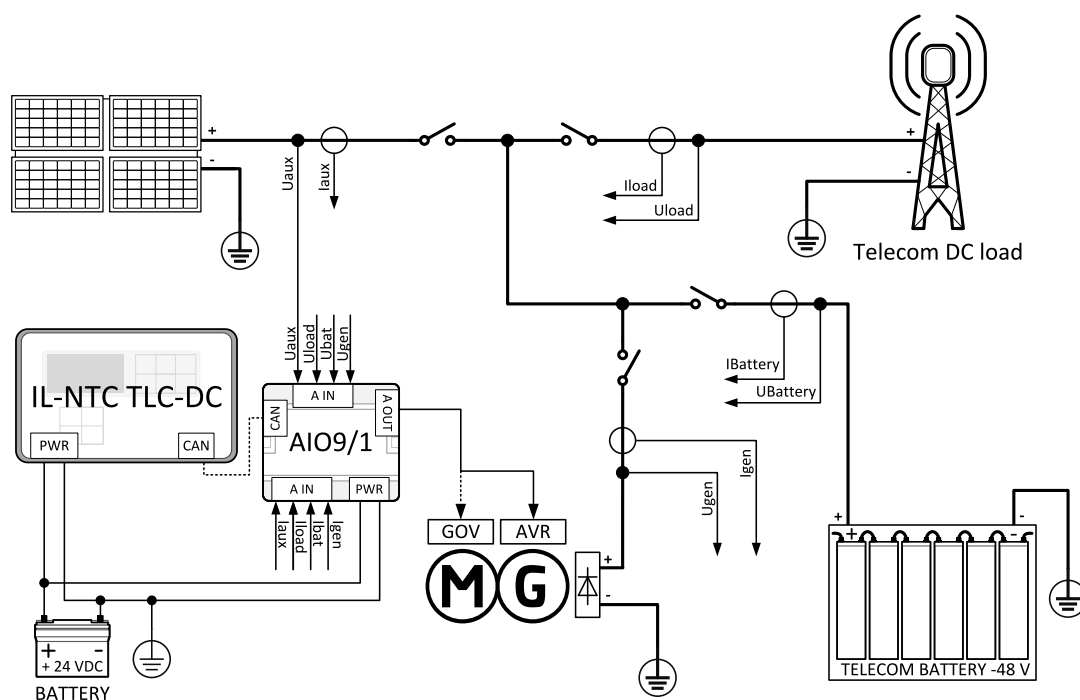 +
-
Uaux
Iaux
Iload
Uload
+
-
Telecom DC load
Uaux
Uload
Ubat
Ugen
IBattery
UBattery
IL-NTC TLC-DC
PWR
CAN
A IN
CAN
A OUT
AIO9/1
A IN
PWR
Iaux
Iload
Ibat
Igen
Ugen
Igen
GOV
AVR
M
G
+
-
+
-
+
-
TELECOM BATTERY -48 V
+
-
+ 24 VDC
BATTERY